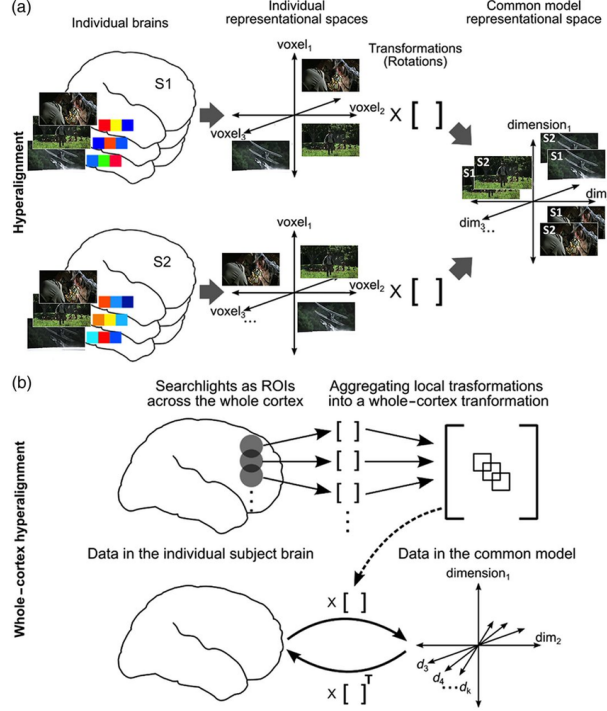 (a)
Individual brains
Individual
representational spaces
Common model
representational space
Transformations
(Rotations)
Hyperalignment
S1
voxel1
voxel2
voxel3
X [ ]
S2
voxel1
voxel2
voxel3
...
X [ ]
dimension1
dim
dim3
...
S2
S1
S2
S1
S1
S2
(b)
Whole-cortex hyperalignment
Searchlights as ROIs
across the whole cortex
Aggregating local trasformations
into a whole-cortex tranformation
[ ]
[ ]
[ ]
Data in the individual subject brain
Data in the common model
X [ ]
X [ ]T
dimension1
dim2
d3
d4
...dk